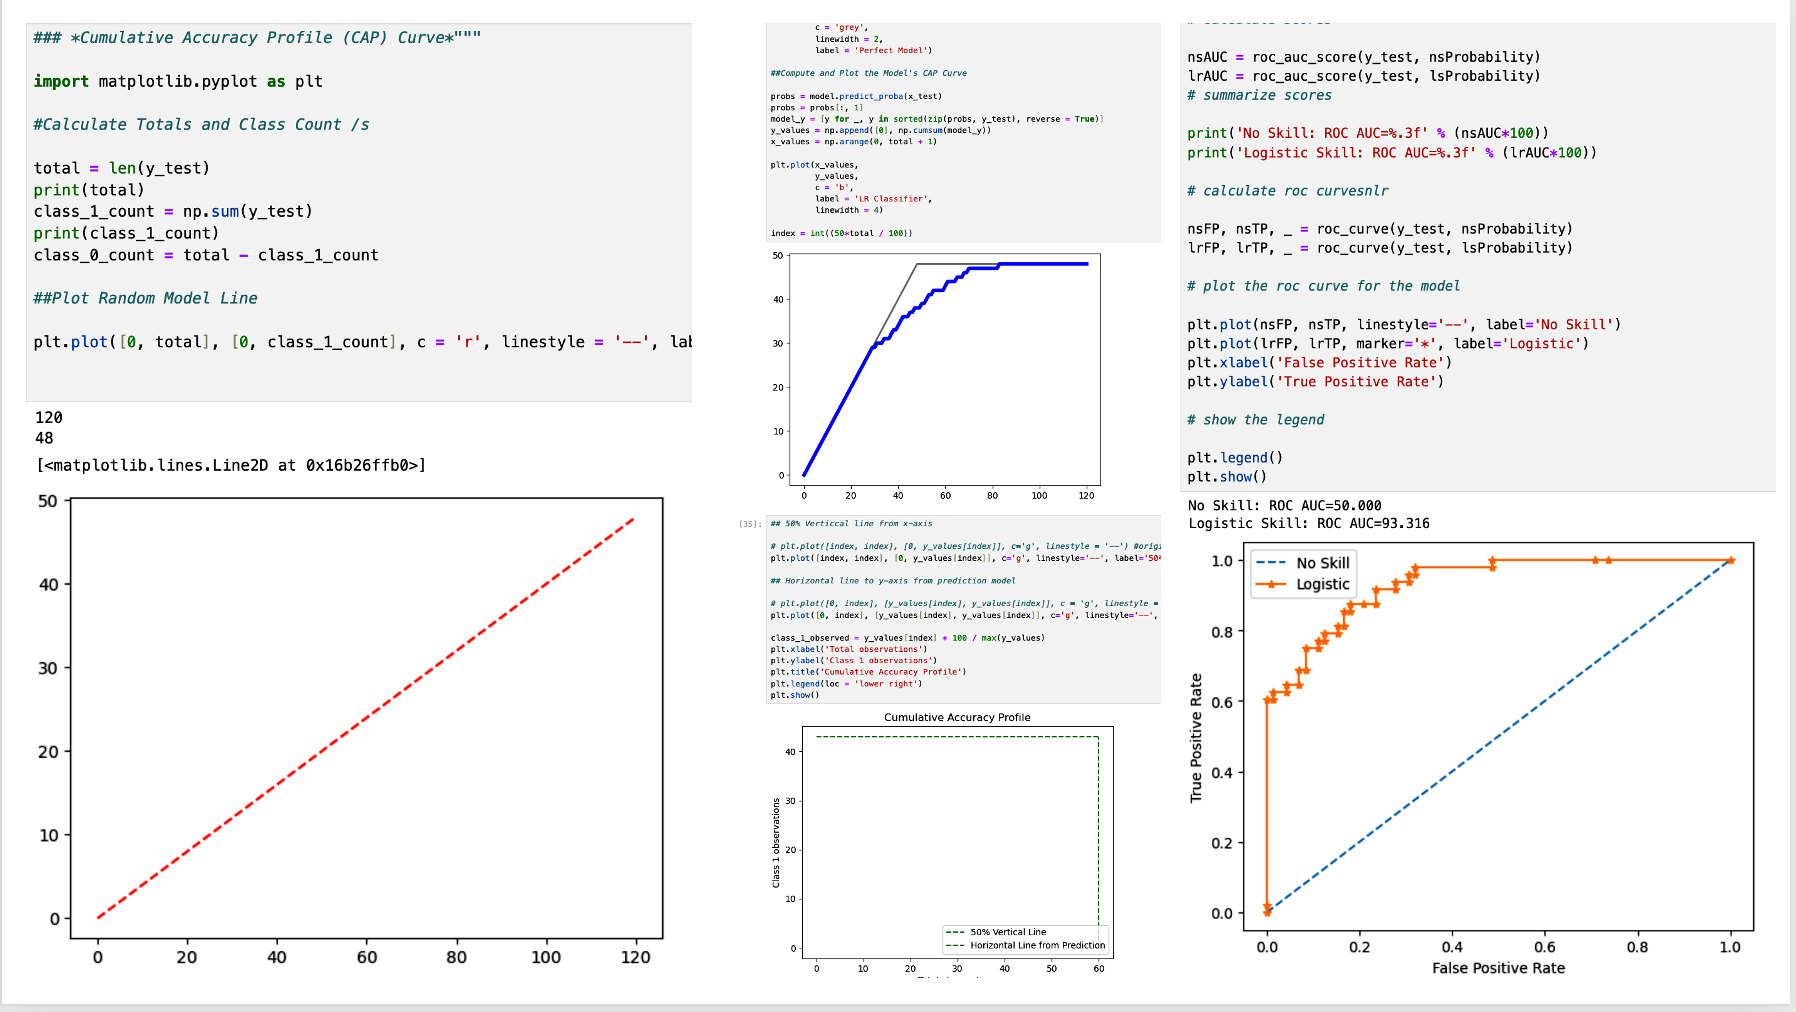 ### *Cumulative Accuracy Profile (CAP) Curve*"""
import matplotlib.pyplot as plt
#Calculate Totals and Class Count /s
total = len(y_test)
print(total)
class_1_count = np.sum(y_test)
print(class_1_count)
class_0_count = total - class_1_count
##Plot Random Model Line
plt.plot([0, total], [0, class_1_count], c = 'r', linestyle = '--', lab
120
48
[<matplotlib.lines.Line2D at 0x16b26ffb0>]
50
40
30
20
10
0
0 20 40 60 80 100 120
c = 'grey',
linewidth = 2,
label = 'Perfect Model')
##Compute and Plot the Model's CAP Curve
probs = model.predict_proba(x_test)
probs = probs[:, 1]
model_y = [y for _, y in sorted(zip(probs, y_test), reverse = True)]
y_values = np.append([0], np.cumsum(model_y))
x_values = np.arange(0, total + 1)
plt.plot(x_values,
y_values,
c = 'b',
label = 'LR Classifier',
linewidth = 4)
index = int((50*total / 100))
50
40
30
20
10
0
0 20 40 60 80 100 120
[35]:
## 50% Verticcal line from x-axis
# plt.plot([index, index], [0, y_values[index]], c='g', linestyle = '--') #origi
plt.plot([index, index], [0, y_values[index]], c='g', linestyle='--', label='50%
## Horizontal line to y-axis from prediction model
# plt.plot([0, index], [y_values[index], y_values[index]], c = 'g', linestyle =
plt.plot([0, index], [y_values[index], y_values[index]], c='g', linestyle='--',
class_1_observed = y_values[index] * 100 / max(y_values)
plt.xlabel('Total observations')
plt.ylabel('Class 1 observations')
plt.title('Cumulative Accuracy Profile')
plt.legend(loc = 'lower right')
plt.show()
Cumulative Accuracy Profile
40
30
20
10
0
Class 1 observations
50% Vertical Line
Horizontal Line from Prediction
0 10 20 30 40 50 60
nsAUC = roc_auc_score(y_test, nsProbability)
lrAUC = roc_auc_score(y_test, lsProbability)
# summarize scores
print('No Skill: ROC AUC=%.3f' % (nsAUC*100))
print('Logistic Skill: ROC AUC=%.3f' % (lrAUC*100))
# calculate roc curvesnlr
nsFP, nsTP, _ = roc_curve(y_test, nsProbability)
lrFP, lrTP, _ = roc_curve(y_test, lsProbability)
# plot the roc curve for the model
plt.plot(nsFP, nsTP, linestyle='--', label='No Skill')
plt.plot(lrFP, lrTP, marker='*', label='Logistic')
plt.xlabel('False Positive Rate')
plt.ylabel('True Positive Rate')
# show the legend
plt.legend()
plt.show()
No Skill: ROC AUC=50.000
Logistic Skill: ROC AUC=93.316
No Skill
Logistic
1.0
0.8
0.6
0.4
0.2
0.0
True Positive Rate
0.0 0.2 0.4 0.6 0.8 1.0
False Positive Rate